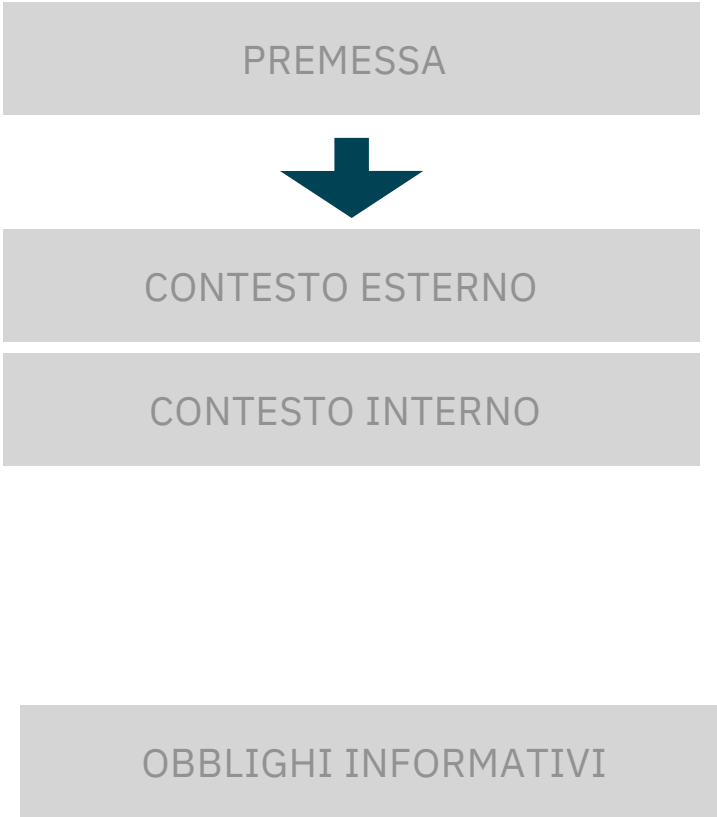 PREMESSA
CONTESTO ESTERNO
CONTESTO INTERNO
OBBLIGHI INFORMATIVI